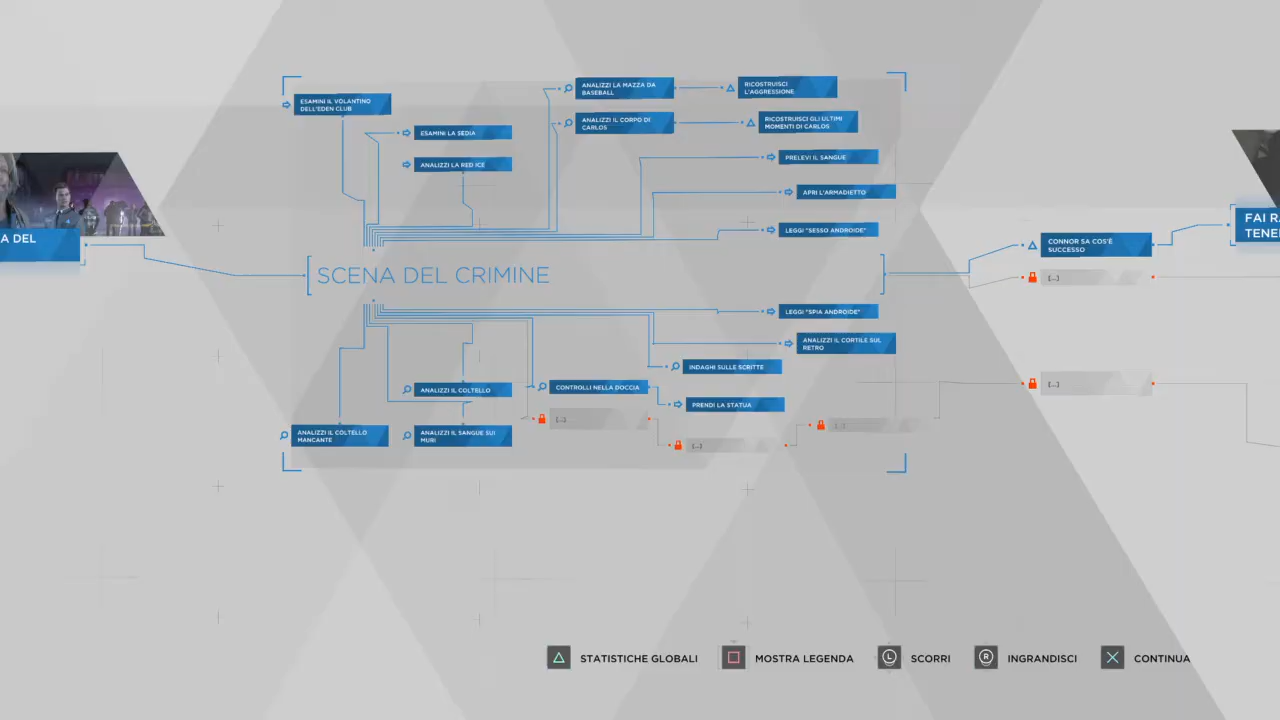 ESAMINI IL VOLANTINO
DELL'EDEN CLUB
ESAMINI LA SEDIA
ANALIZZI LA RED ICE
ANALIZZI LA MAZZA DA
BASEBALL
RICOSTRUISCI
L'AGGRESSIONE
ANALIZZI IL CORPO DI
CARLOS
RICOSTRUISCI GLI ULTIMI
MOMENTI DI CARLOS
PRELEVI IL SANGUE
APRI L'ARMADIETTO
LEGGI "SESSO ANDROIDE"
A DEL
SCENA DEL CRIMINE
CONNOR SA COS'È
SUCCESSO
[...]
FAI RA
TENER
LEGGI "SPIA ANDROIDE"
ANALIZZI IL CORTILE SUL
RETRO
INDAGHI SULLE SCRITTE
ANALIZZI IL COLTELLO
CONTROLLI NELLA DOCCIA
PRENDI LA STATUA
[...]
[...]
[...]
[...]
ANALIZZI IL COLTELLO
MANCANTE
ANALIZZI IL SANGUE SUI
MURI
STATISTICHE GLOBALI
MOSTRA LEGENDA
L
SCORRI
R
INGRANDISCI
CONTINUA